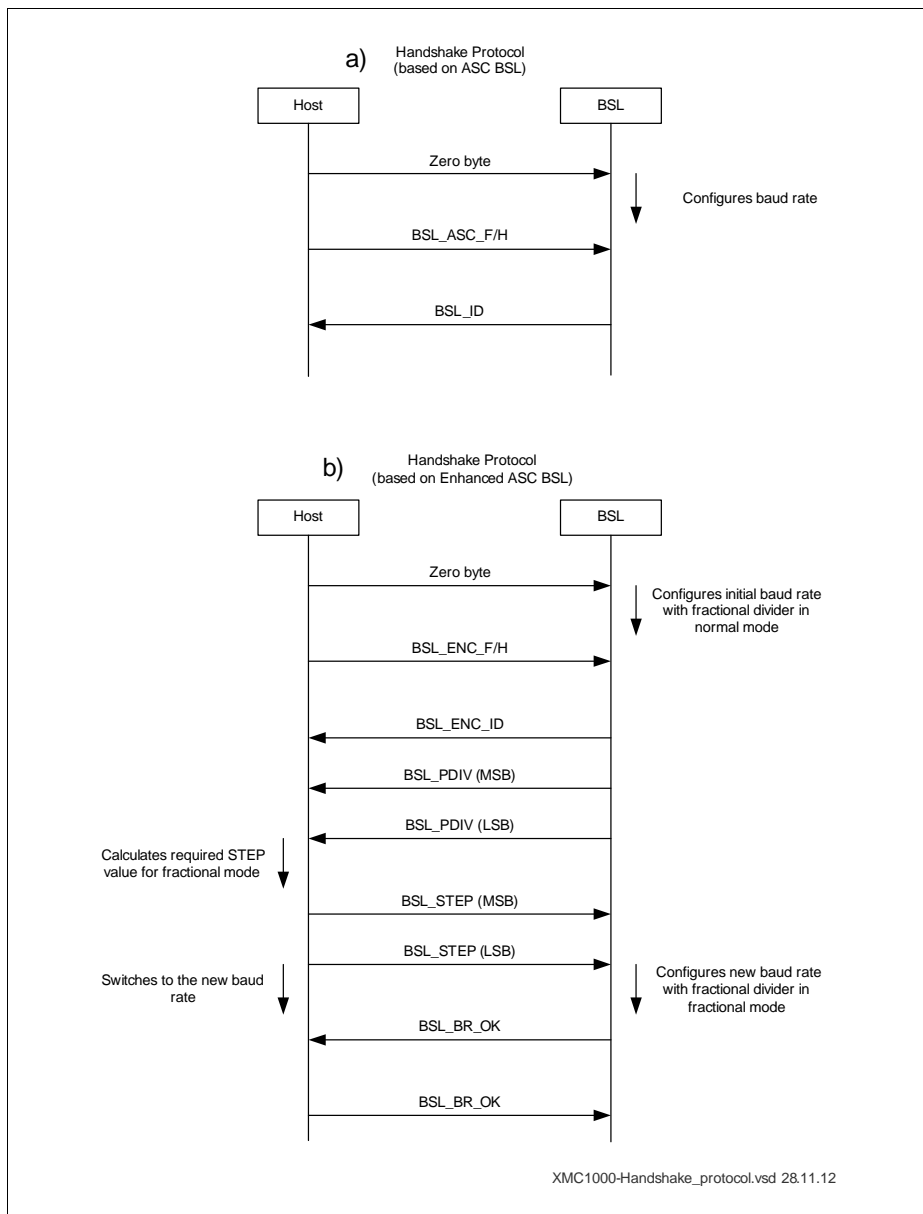 a)
Handshake Protocol
(based on ASC BSL)
Host
BSL
Zero byte
Configures baud rate
BSL_ASC_F/H
BSL_ID
b)
Handshake Protocol
(based on Enhanced ASC BSL)
Host
BSL
Zero byte
Configures initial baud rate
with fractional divider in
normal mode
BSL_ENC_F/H
BSL_ENC_ID
BSL_PDIV (MSB)
BSL_PDIV (LSB)
Calculates required STEP
value for fractional mode
BSL_STEP (MSB)
BSL_STEP (LSB)
Switches to the new baud
rate
Configures new baud rate
with fractional divider in
fractional mode
BSL_BR_OK
BSL_BR_OK
XMC1000-Handshake_protocol.vsd 28.11.12